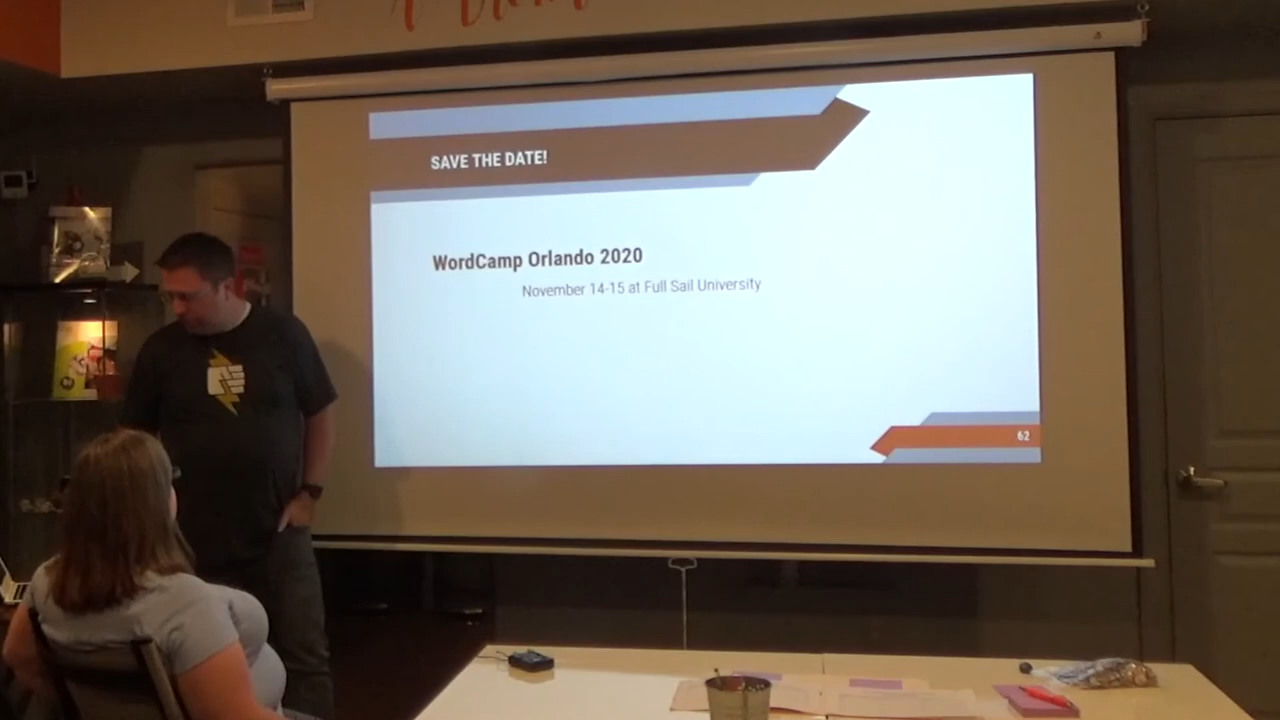 SAVE THE DATE!
WordCamp Orlando 2020
November 14-15 at Full Sail University
62